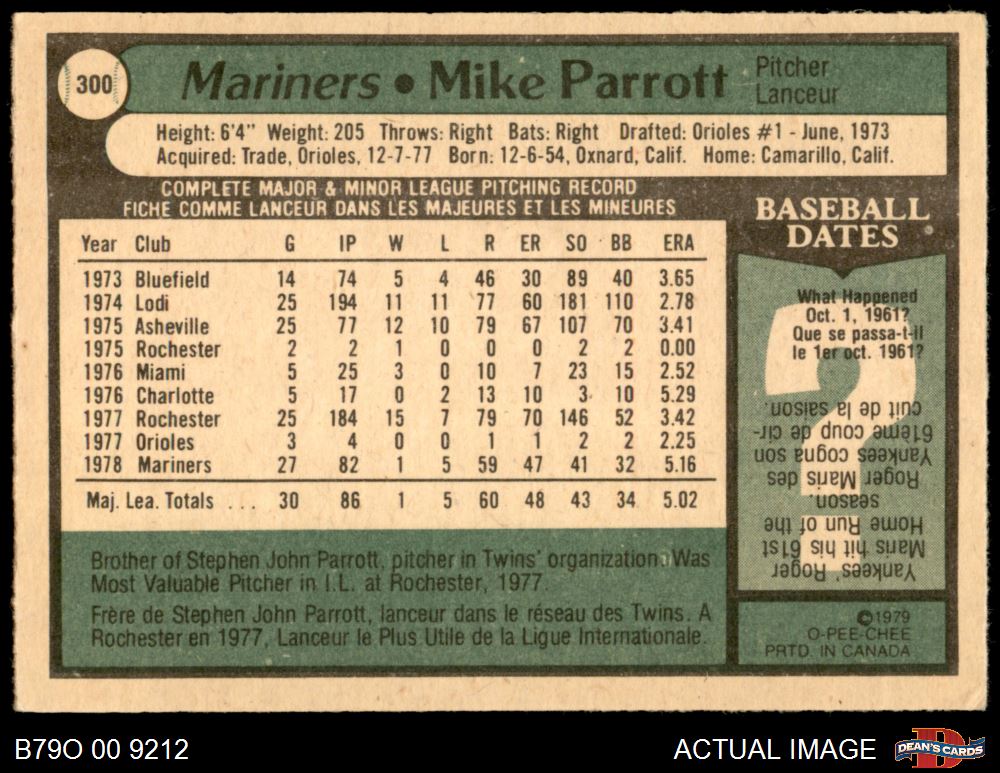 300
Mariners • Mike Parrott
Pitcher
Lanceur
Height: 6'4" Weight: 205 Throws: Right Bats: Right Drafted: Orioles #1 - June, 1973
Acquired: Trade, Orioles, 12-7-77 Born: 12-6-54, Oxnard, Calif. Home: Camarillo, Calif.
COMPLETE MAJOR & MINOR LEAGUE PITCHING RECORD
FICHE COMME LANCEUR DANS LES MAJEURES ET LES MINEURES
Year Club G IP W L R ER SO BB ERA
1973 Bluefield 14 74 5 4 46 30 89 40 3.65
1974 Lodi 25 194 11 11 77 60 181 110 2.78
1975 Asheville 25 77 12 10 79 67 107 70 3.41
1975 Rochester 2 2 1 0 0 0 2 2 0.00
1976 Miami 5 25 3 0 10 7 23 15 2.52
1976 Charlotte 5 17 0 2 13 10 3 10 5.29
1977 Rochester 25 184 15 7 79 70 146 52 3.42
1977 Orioles 3 4 0 0 1 1 2 2 2.25
1978 Mariners 27 82 1 5 59 47 41 32 5.16
Maj. Lea. Totals ... 30 86 1 5 60 48 43 34 5.02
Brother of Stephen John Parrott, pitcher in Twins' organization. Was
Most Valuable Pitcher in I.L. at Rochester, 1977.
Frère de Stephen John Parrott, lanceur dans le réseau des Twins. A
Rochester en 1977, Lanceur le Plus Utile de la Ligue Internationale.
BASEBALL
DATES
What Happened
Oct. 1, 1961?
Que se passa-t-il
le 1er oct. 1961?
Yankees' Roger
Maris hit his 61st
Home Run of the
season.
Roger Maris des
Yankees cogna son
61ème coup de cir-
cuit de la saison.
©1979
O-PEE-CHEE
PRTD. IN CANADA
B79O 00 9212
ACTUAL IMAGE
DEAN'S CARDS